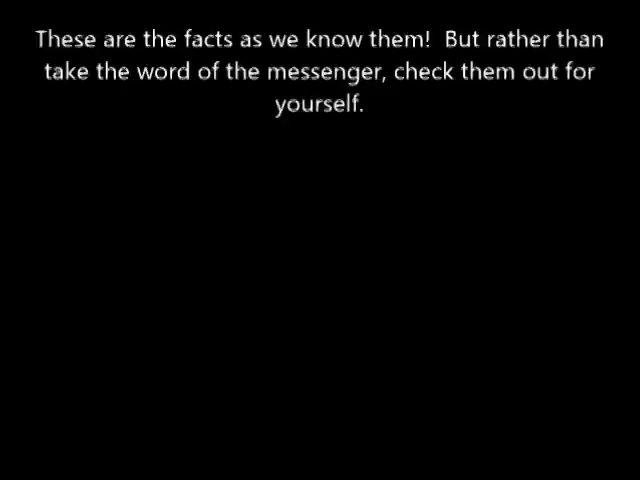 These are the facts as we know them!  But rather than
take the word of the messenger, check them out for
yourself.